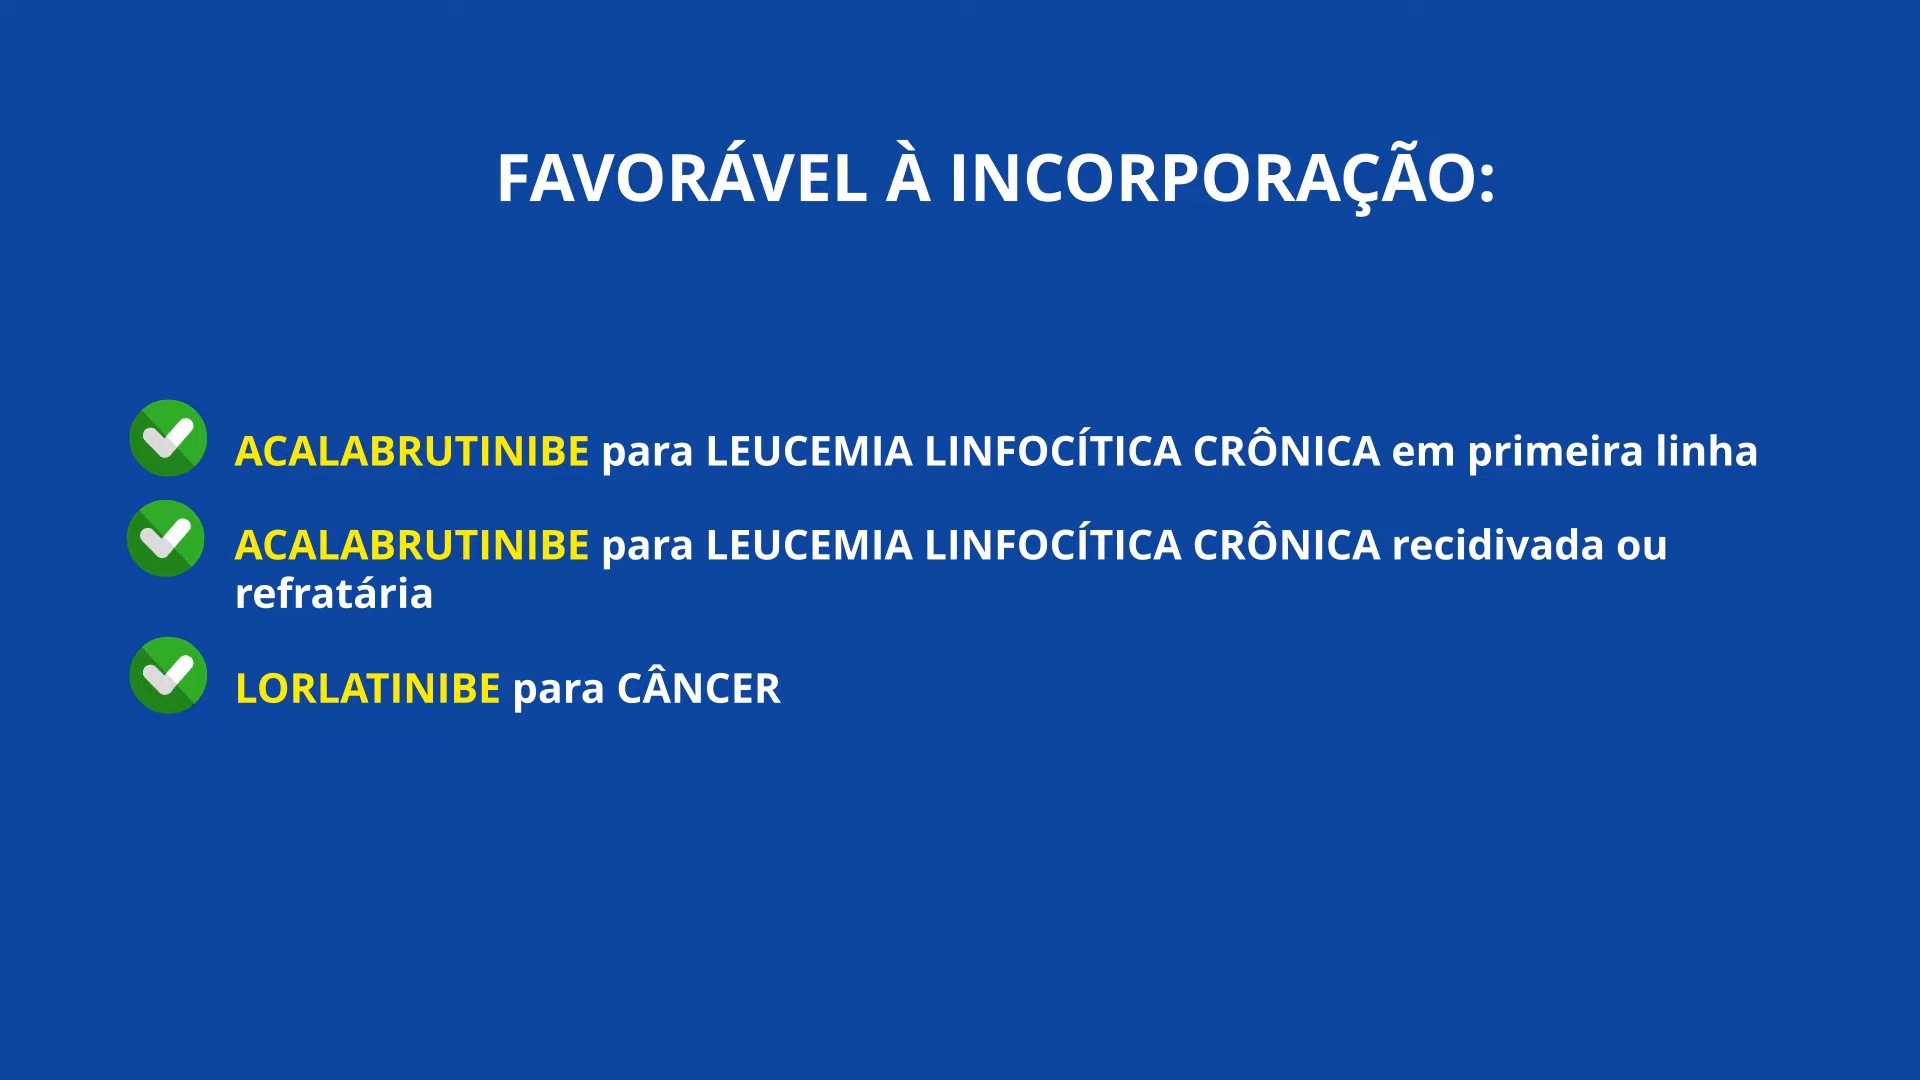 FAVORÁVEL À INCORPORAÇÃO:
ACALABRUTINIBE para LEUCEMIA LINFOCÍTICA CRÔNICA em primeira linha
ACALABRUTINIBE para LEUCEMIA LINFOCÍTICA CRÔNICA recidivada ou
refratária
LORLATINIBE para CÂNCER